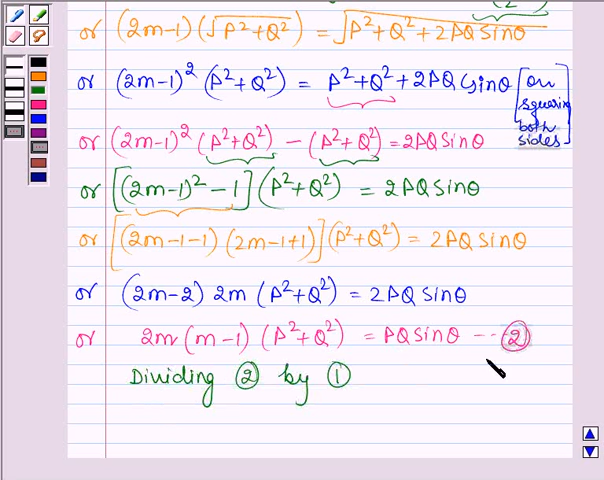 (2
or (2m-1)(√P²+Q²) = √P²+Q²+2PQ sinθ
or (2m-1)² (P²+Q²) = P²+Q²+2PQ sinθ [on squaring both sides]
or (2m-1)² (P²+Q²) - (P²+Q²) = 2PQ sinθ
or [(2m-1)² - 1](P²+Q²) = 2PQ sinθ
or [(2m-1-1)(2m-1+1)](P²+Q²) = 2PQ sinθ
or (2m-2) 2m (P²+Q²) = 2PQ sinθ
or 2m(m-1)(P²+Q²) = PQ sinθ -- ②
Dividing ② by ①